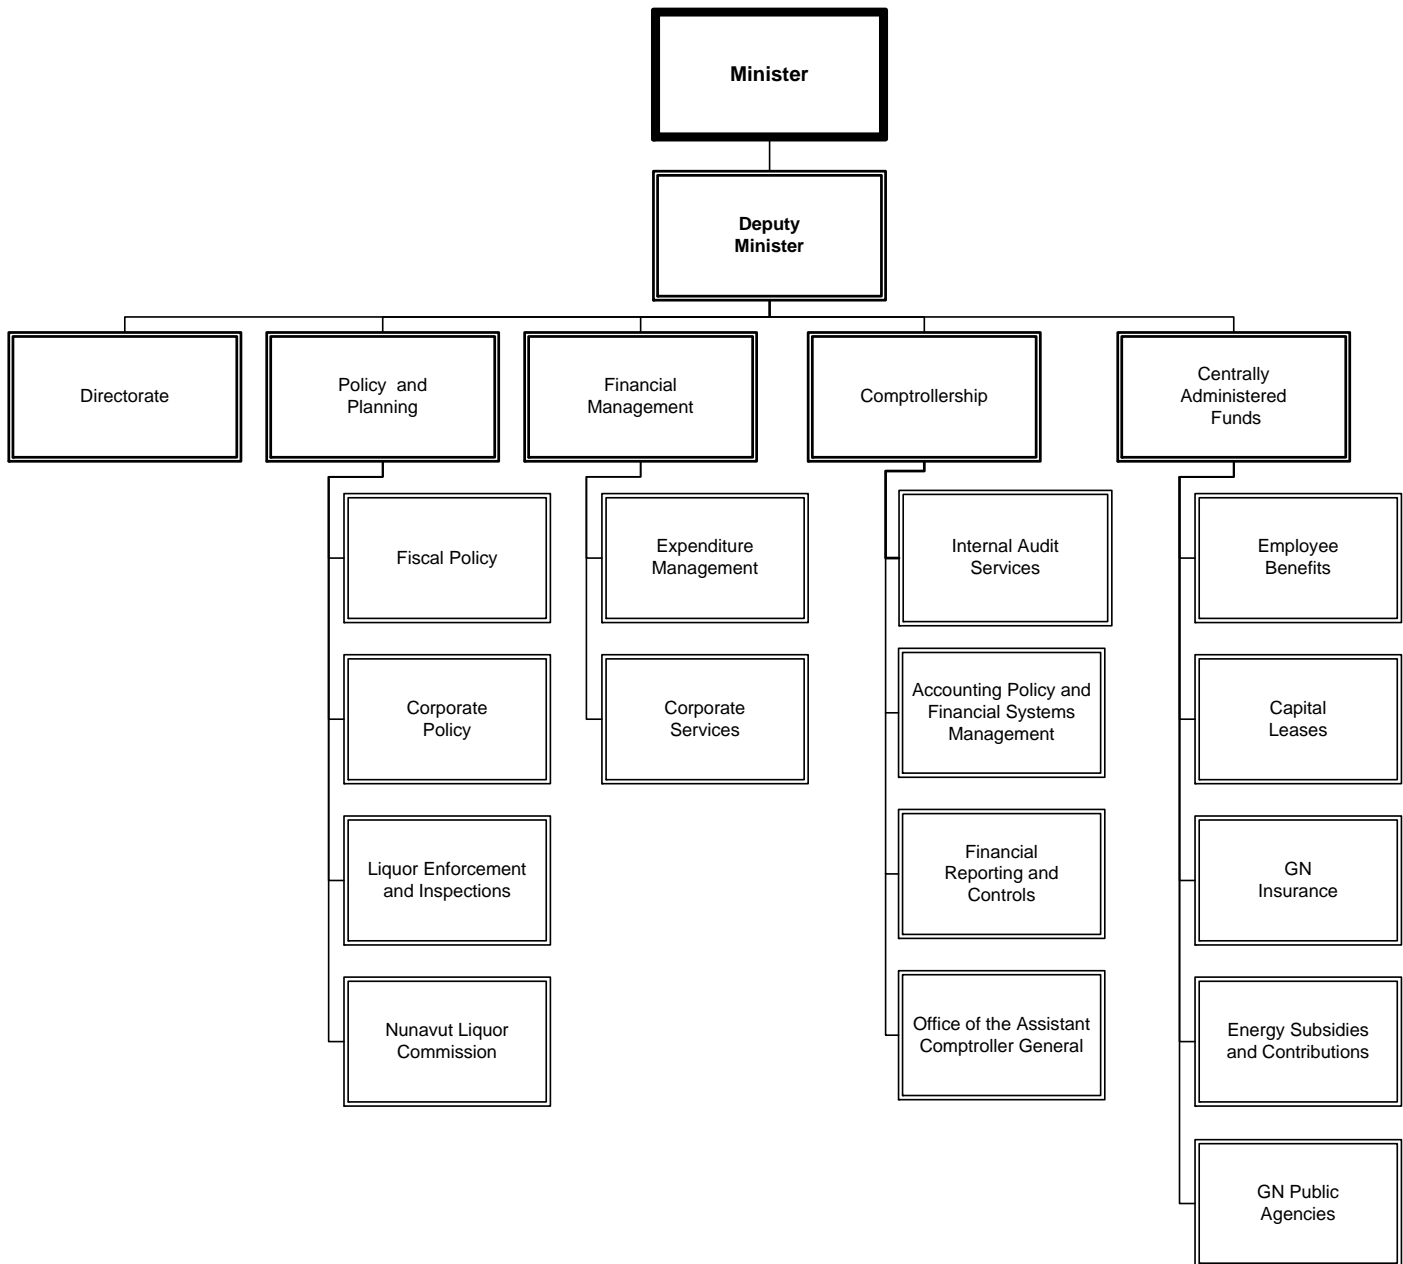 Minister
Deputy
Minister
Directorate
Policy and
Planning
Financial
Management
Comptrollership
Centrally
Administered
Funds
Fiscal Policy
Corporate
Policy
Liquor Enforcement
and Inspections
Nunavut Liquor
Commission
Expenditure
Management
Corporate
Services
Internal Audit
Services
Accounting Policy and
Financial Systems
Management
Financial
Reporting and
Controls
Office of the Assistant
Comptroller General
Employee
Benefits
Capital
Leases
GN
Insurance
Energy Subsidies
and Contributions
GN Public
Agencies